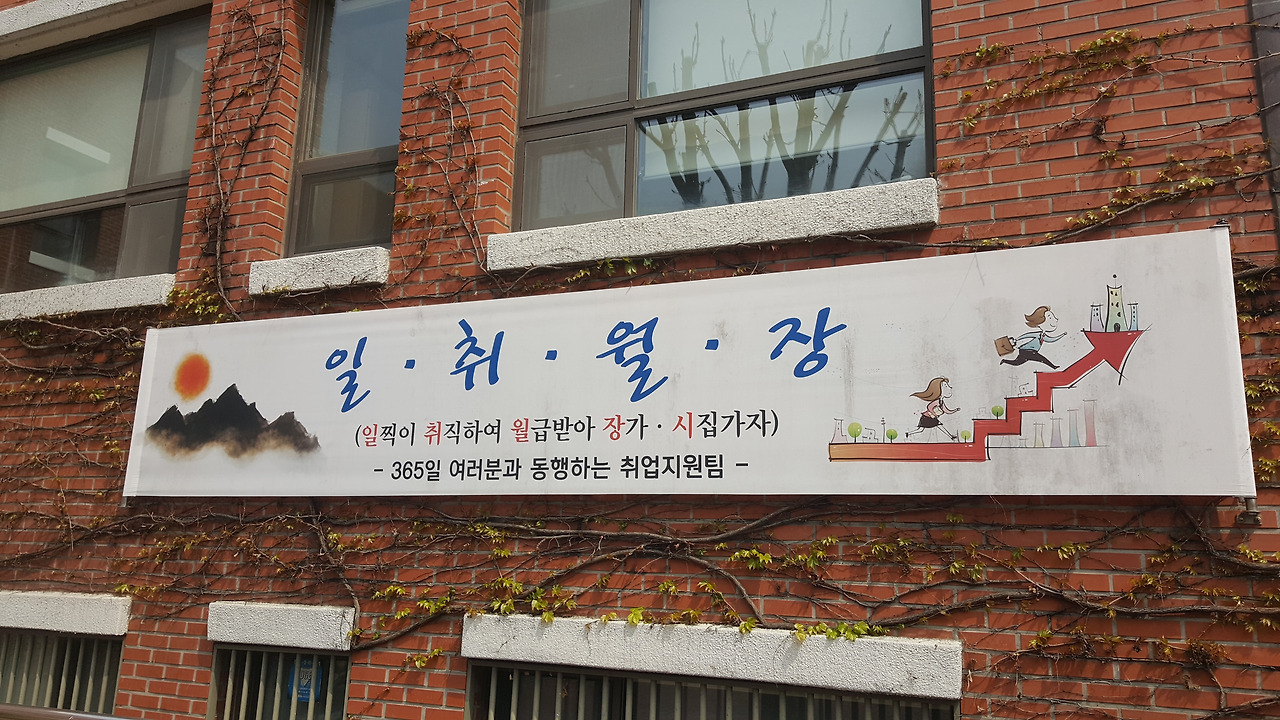 일·취·월·장
(일찍이 취직하여 월급받아 장가·시집가자)
- 365일 여러분과 동행하는 취업지원팀 -